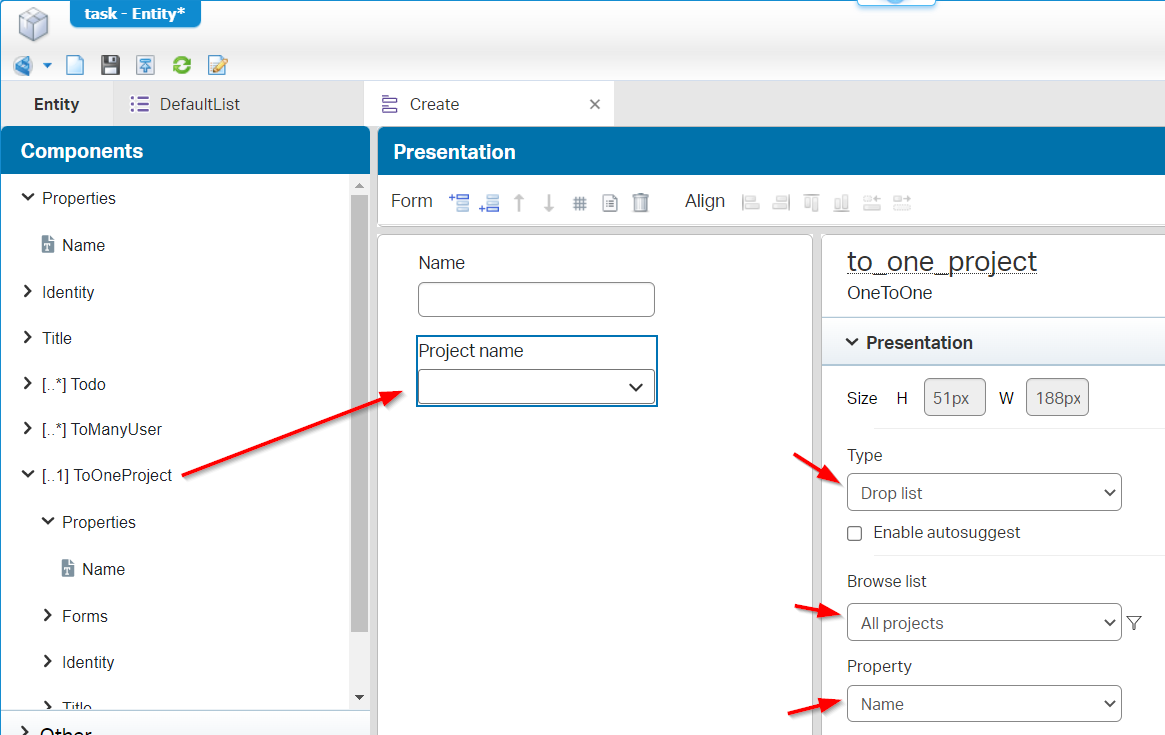 task - Entity*
Entity
DefaultList
Create
Components
Properties
Name
Identity
Title
[..*] Todo
[..*] ToManyUser
[..1] ToOneProject
Properties
Name
Forms
Identity
Title
Other
Presentation
Form
Align
Name
Project name
to_one_project
OneToOne
Presentation
Size H 51px W 188px
Type
Drop list
Enable autosuggest
Browse list
All projects
Property
Name